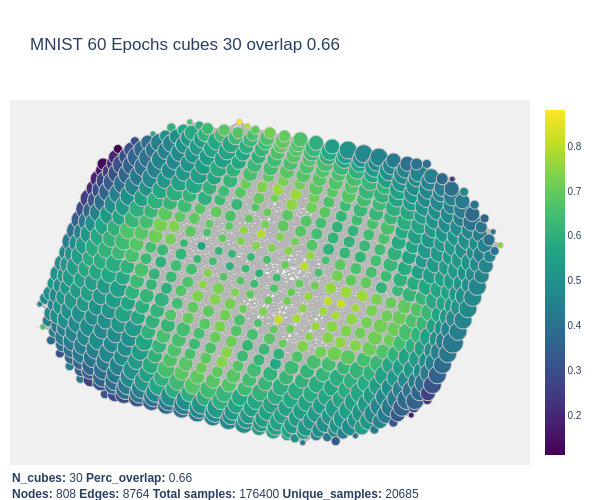 MNIST 60 Epochs cubes 30 overlap 0.66
0.8
0.7
0.6
0.5
0.4
0.3
0.2
N_cubes: 30 Perc_overlap: 0.66
Nodes: 808 Edges: 8764 Total samples: 176400 Unique_samples: 20685